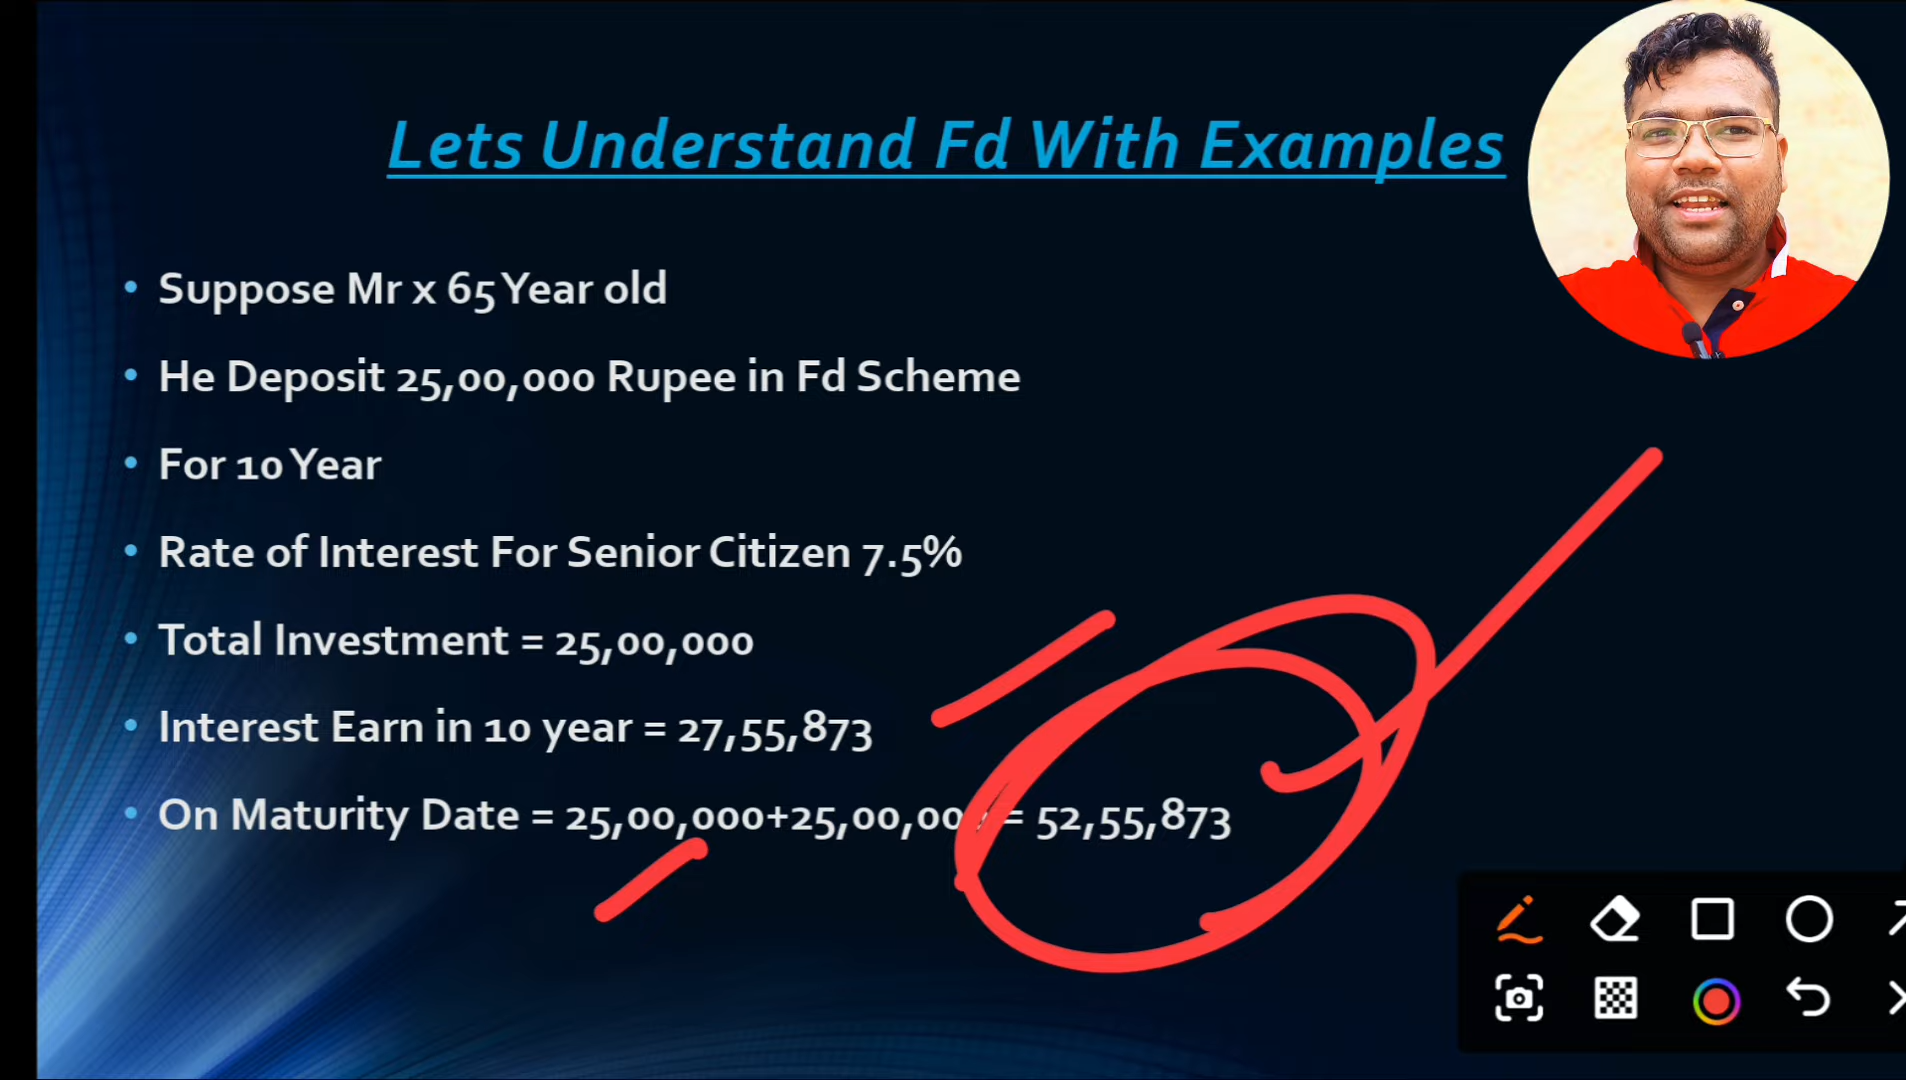 Lets Understand Fd With Examples
• Suppose Mr x 65 Year old
• He Deposit 25,00,000 Rupee in Fd Scheme
• For 10 Year
• Rate of Interest For Senior Citizen 7.5%
• Total Investment = 25,00,000
• Interest Earn in 10 year = 27,55,873
• On Maturity Date = 25,00,000+25,00,00 = 52,55,873